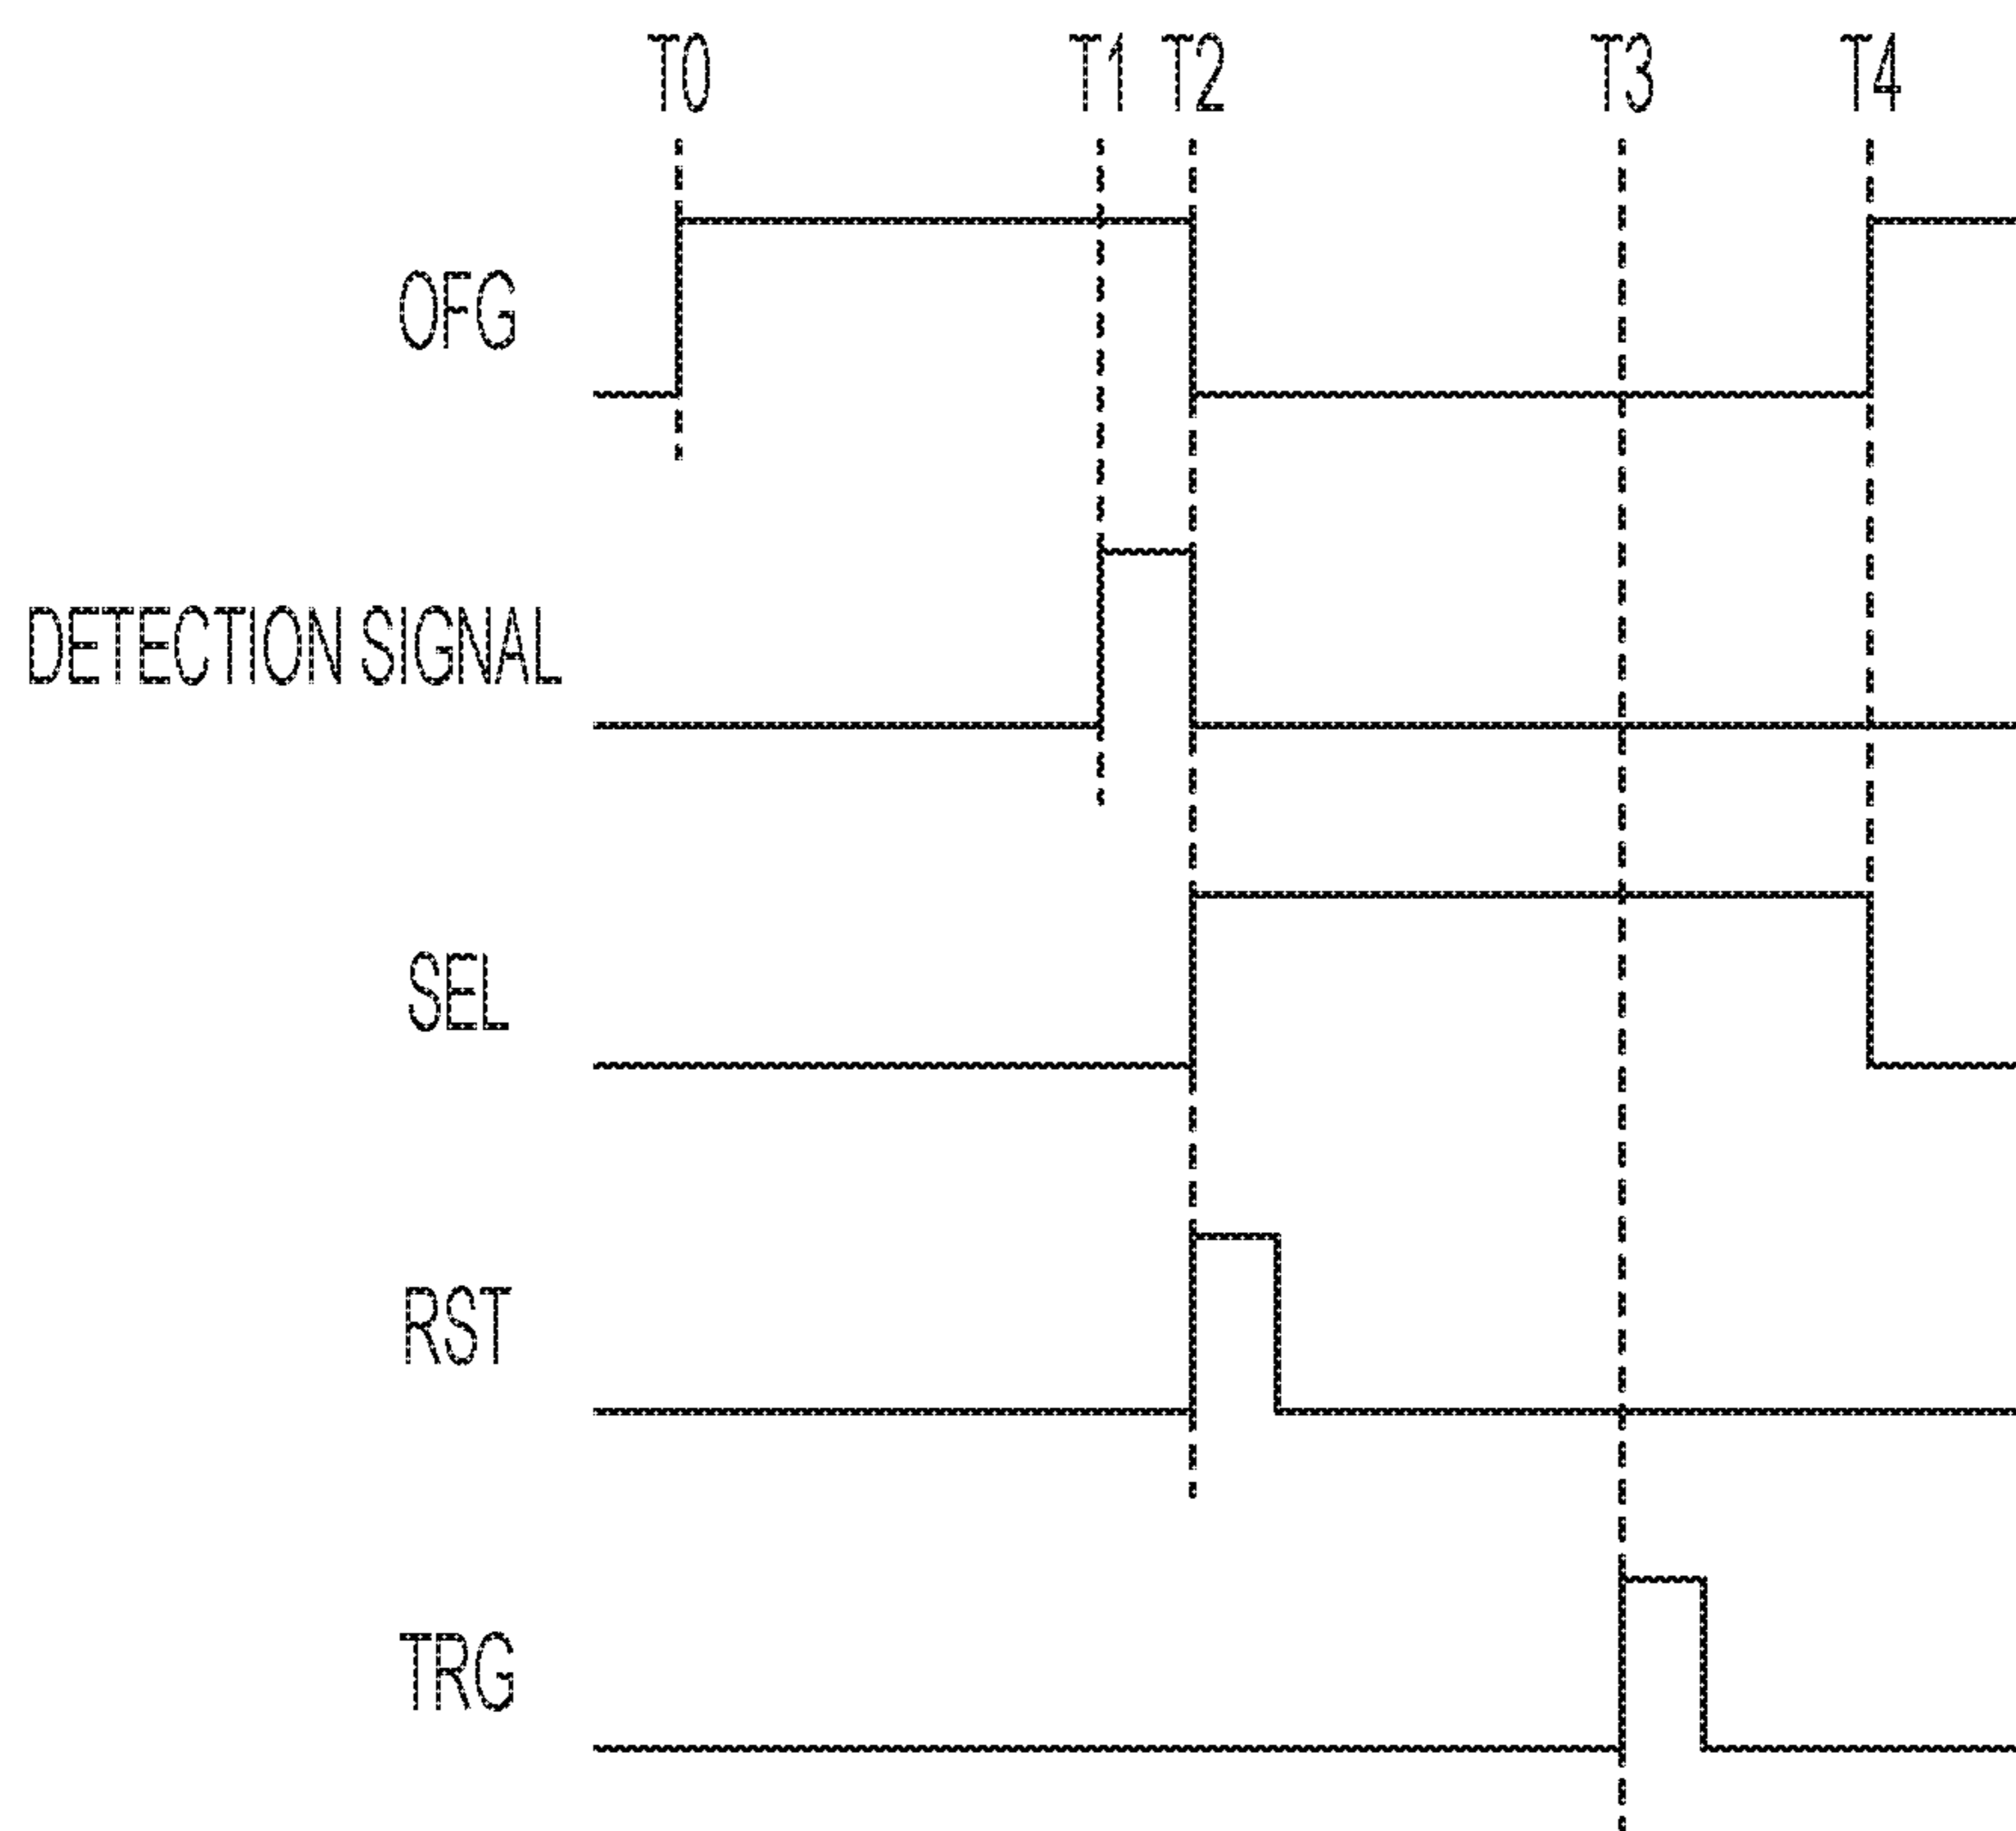 T0 T1 T2 T3 T4
OFG
DETECTION SIGNAL
SEL
RST
TRG